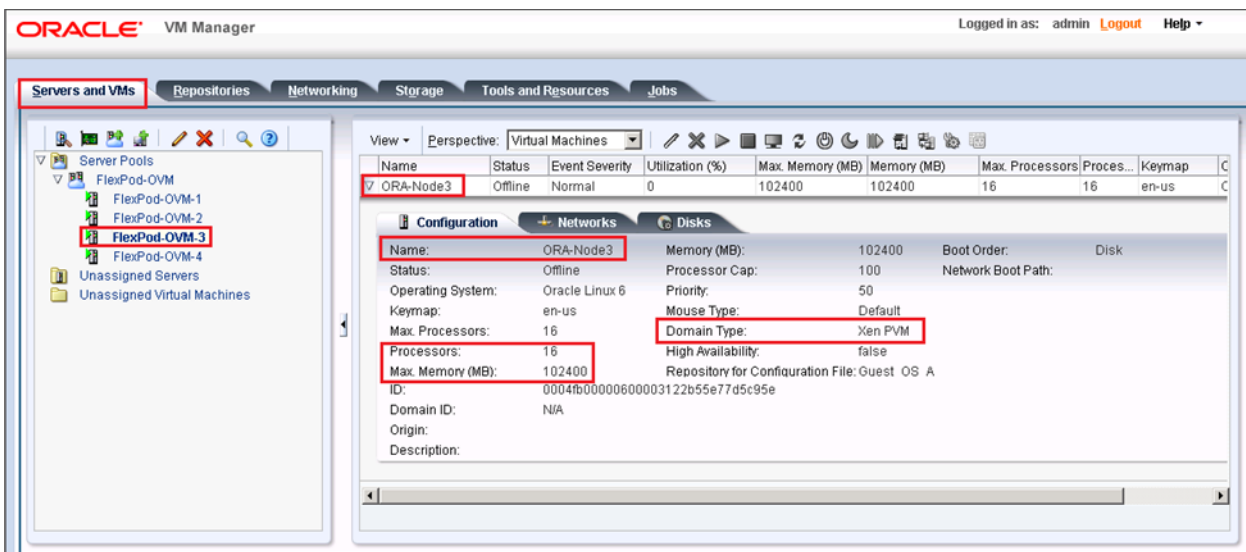 ORACLE VM Manager Logged in as: admin Logout Help
Servers and VMs Repositories Networking Storage Tools and Resources Jobs
View Perspective: Virtual Machines
Server Pools
FlexPod-OVM
FlexPod-OVM-1
FlexPod-OVM-2
FlexPod-OVM-3
FlexPod-OVM-4
Unassigned Servers
Unassigned Virtual Machines
Name Status Event Severity Utilization (%) Max. Memory (MB) Memory (MB) Max. Processors Proces... Keymap
ORA-Node3 Offline Normal 0 102400 102400 16 16 en-us
Configuration Networks Disks
Name: ORA-Node3 Memory (MB): 102400 Boot Order: Disk
Status: Offline Processor Cap: 100 Network Boot Path:
Operating System: Oracle Linux 6 Priority: 50
Keymap: en-us Mouse Type: Default
Max. Processors: 16 Domain Type: Xen PVM
Processors: 16 High Availability: false
Max. Memory (MB): 102400 Repository for Configuration File: Guest_OS_A
ID: 0004fb00000600003122b55e77d5c95e
Domain ID: N/A
Origin:
Description: